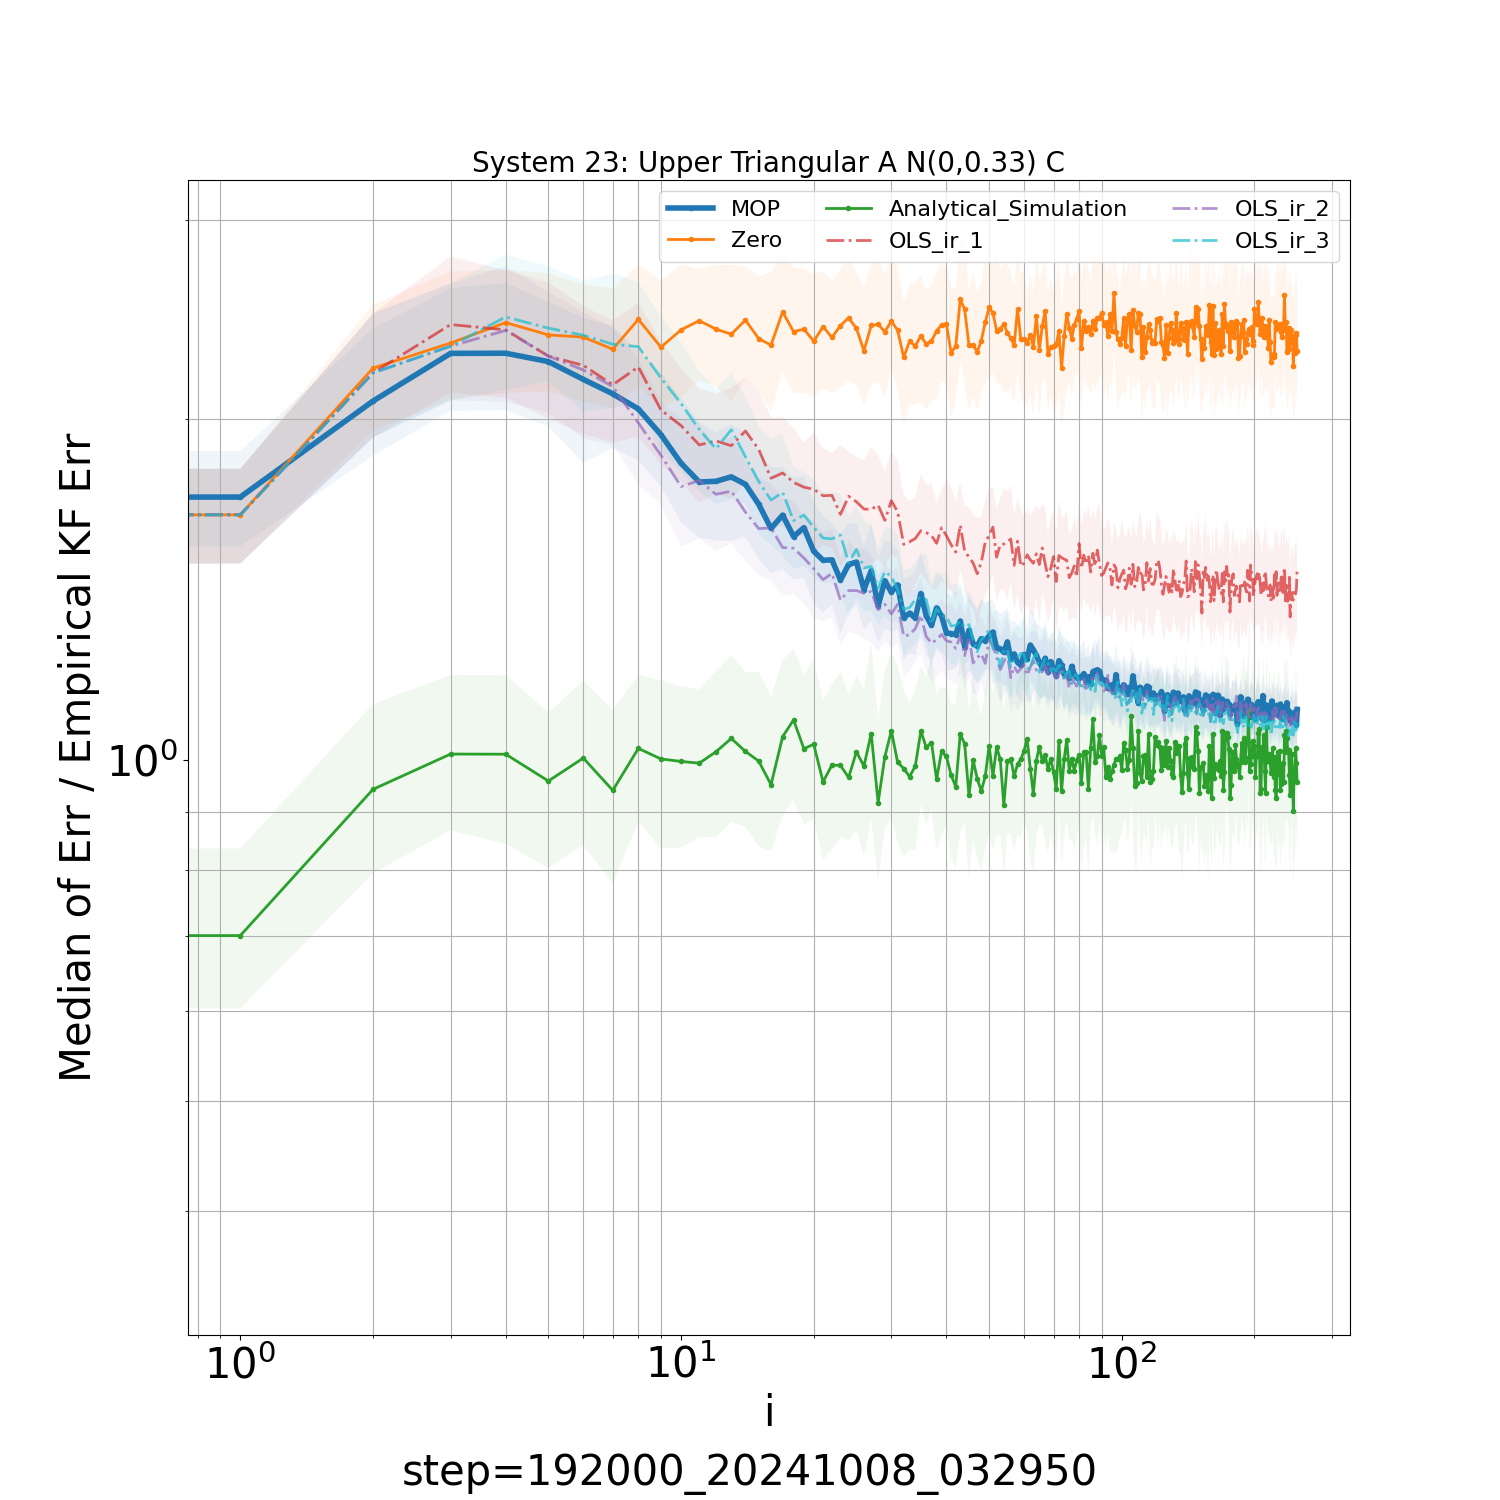 System 23: Upper Triangular A N(0,0.33) C
MOP
Zero
Analytical_Simulation
OLS_ir_1
OLS_ir_2
OLS_ir_3
Median of Err / Empirical KF Err
10⁰
10⁰
10¹
10²
i
step=192000_20241008_032950